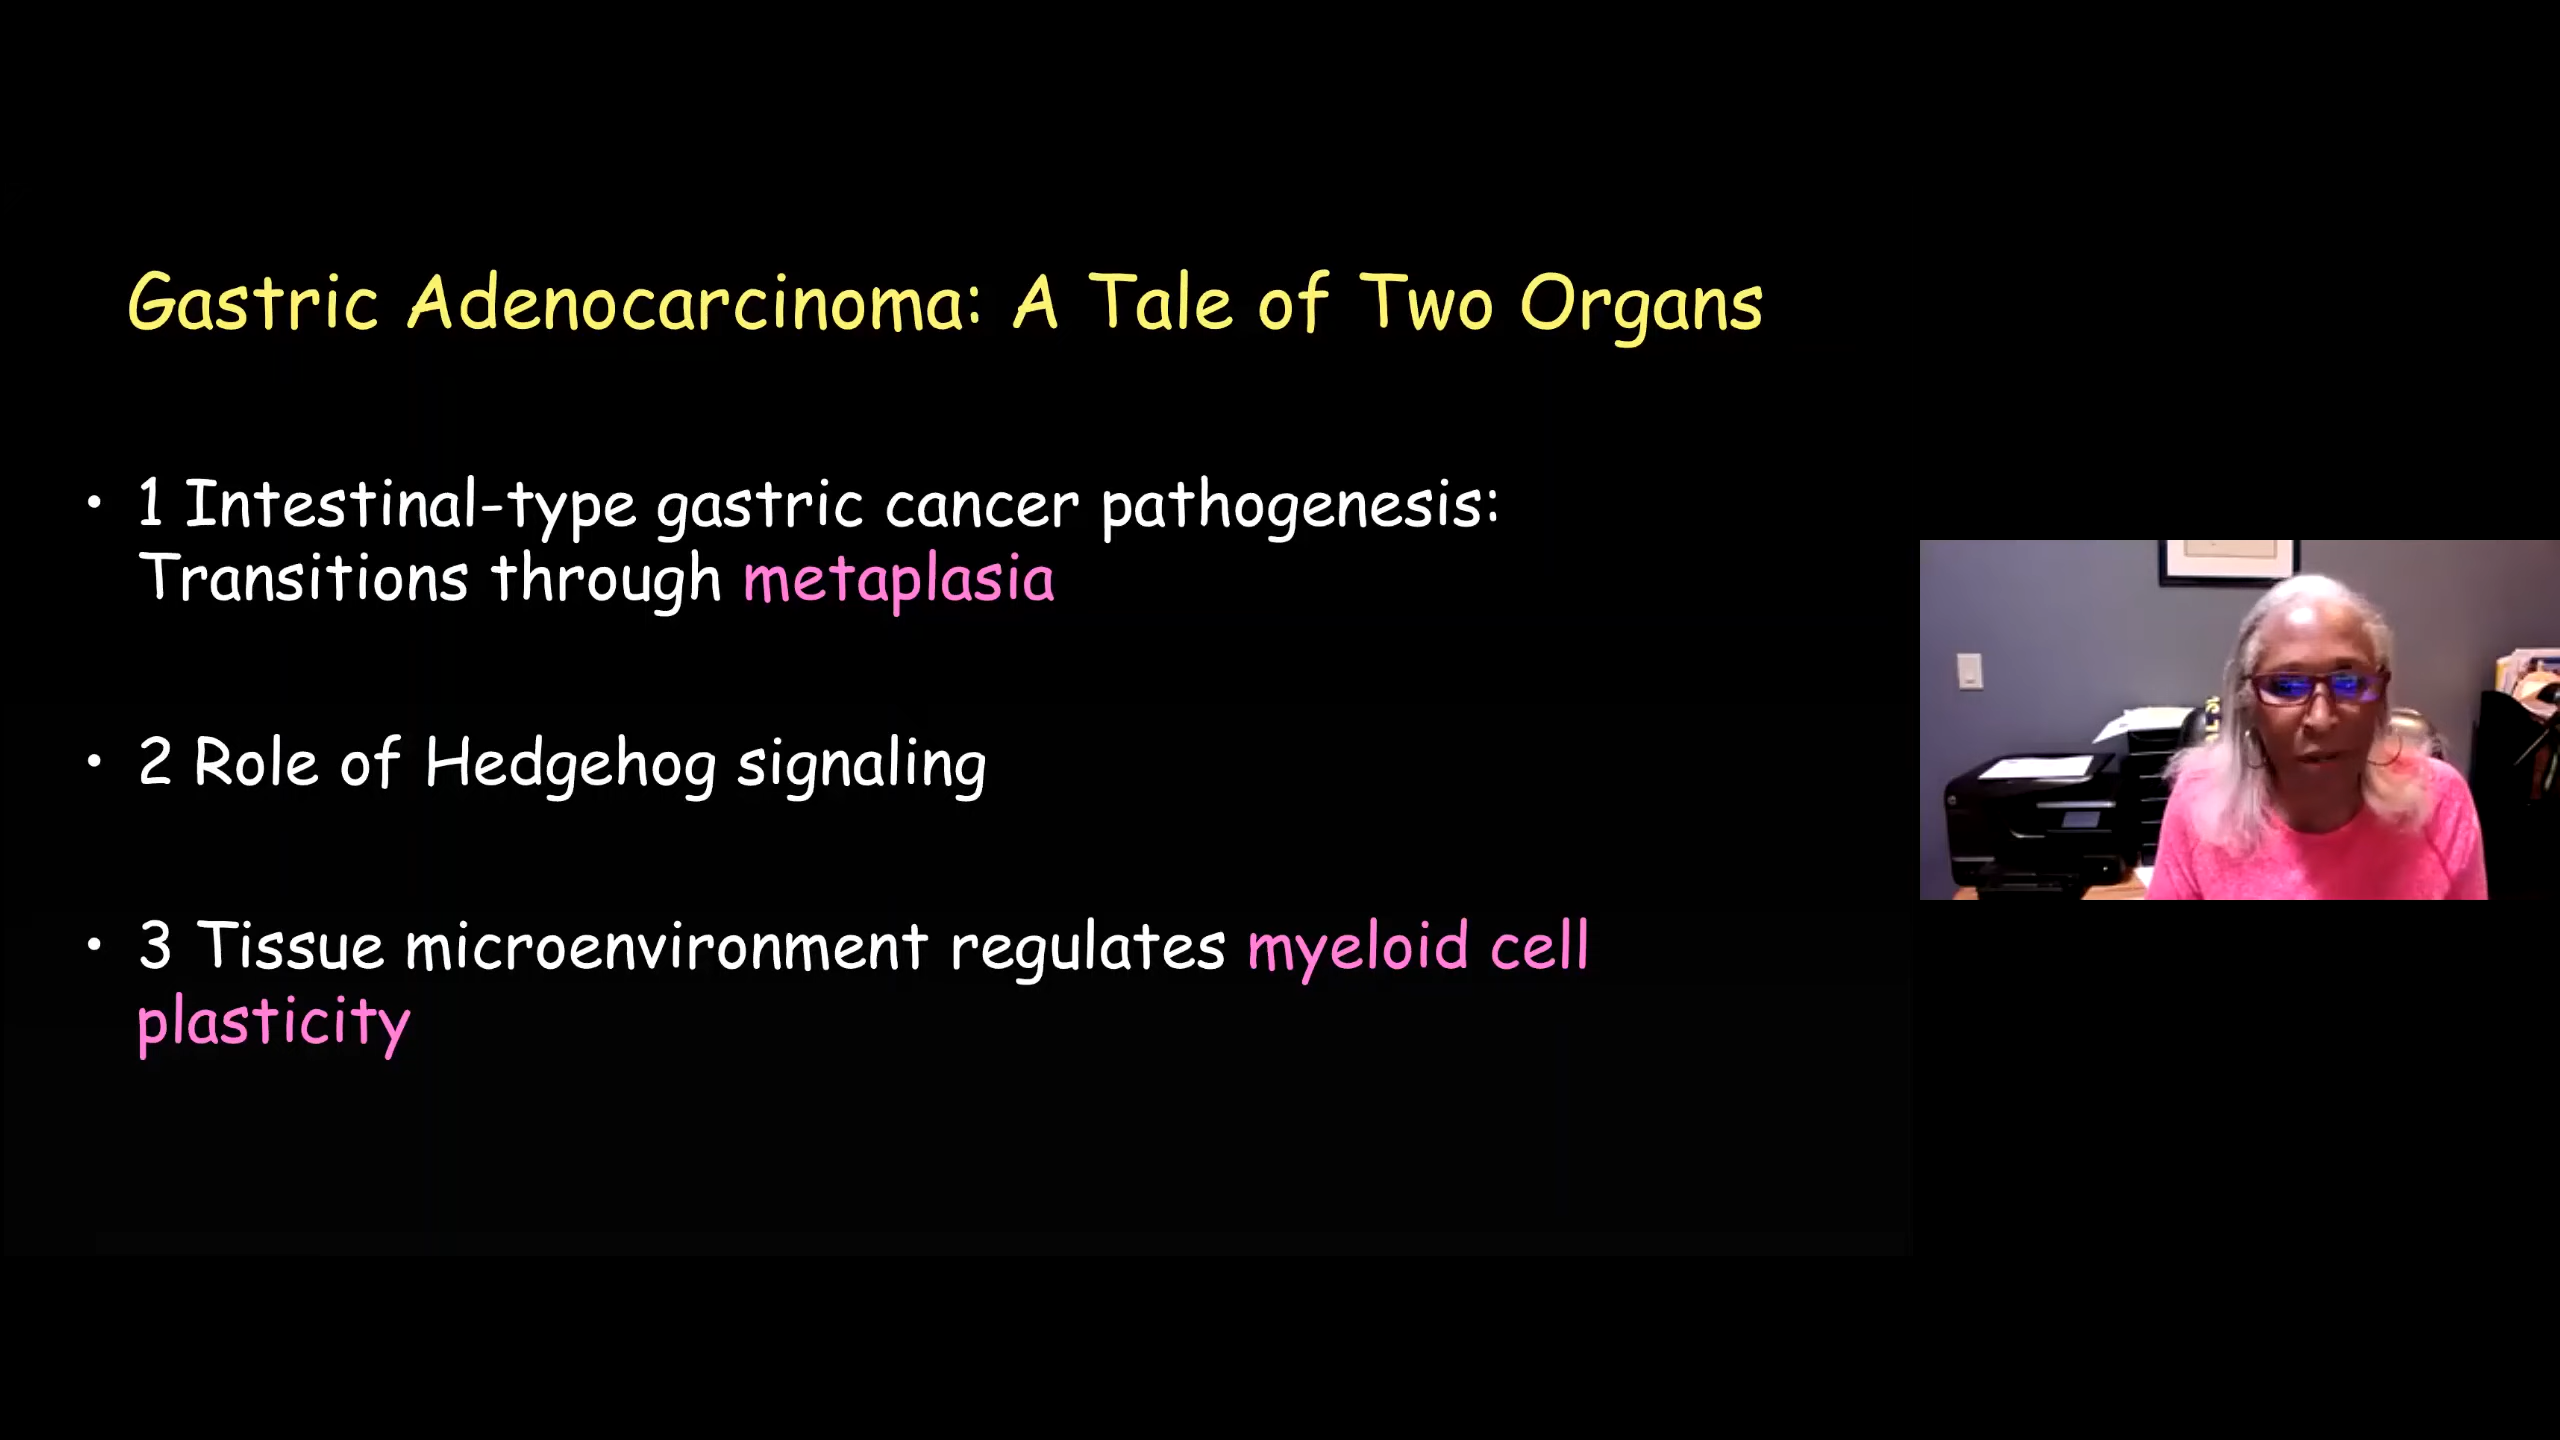 Gastric Adenocarcinoma: A Tale of Two Organs
• 1 Intestinal-type gastric cancer pathogenesis:
Transitions through metaplasia
• 2 Role of Hedgehog signaling
• 3 Tissue microenvironment regulates myeloid cell
plasticity